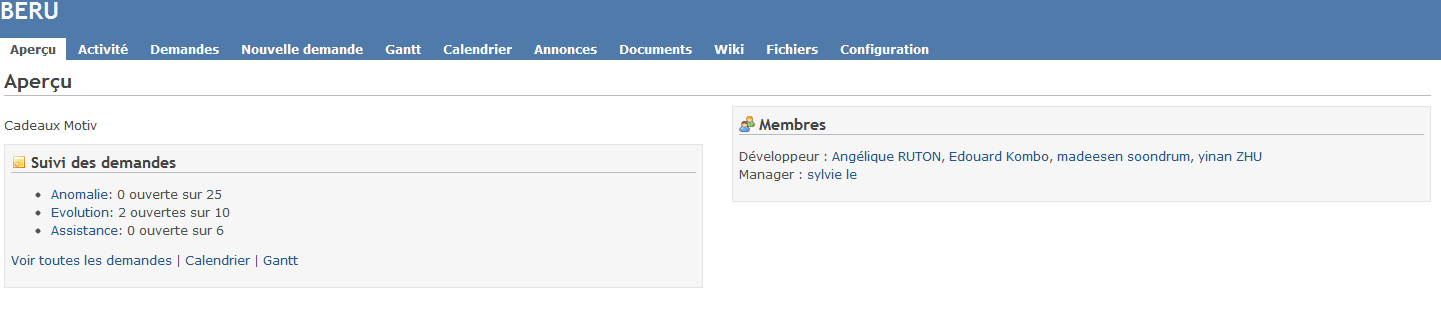 BERU
Aperçu Activité Demandes Nouvelle demande Gantt Calendrier Annonces Documents Wiki Fichiers Configuration
Aperçu
Cadeaux Motiv
Suivi des demandes
Anomalie: 0 ouverte sur 25
Evolution: 2 ouvertes sur 10
Assistance: 0 ouverte sur 6
Voir toutes les demandes | Calendrier | Gantt
Membres
Développeur : Angélique RUTON, Edouard Kombo, madeesen soondrum, yinan ZHU
Manager : sylvie le